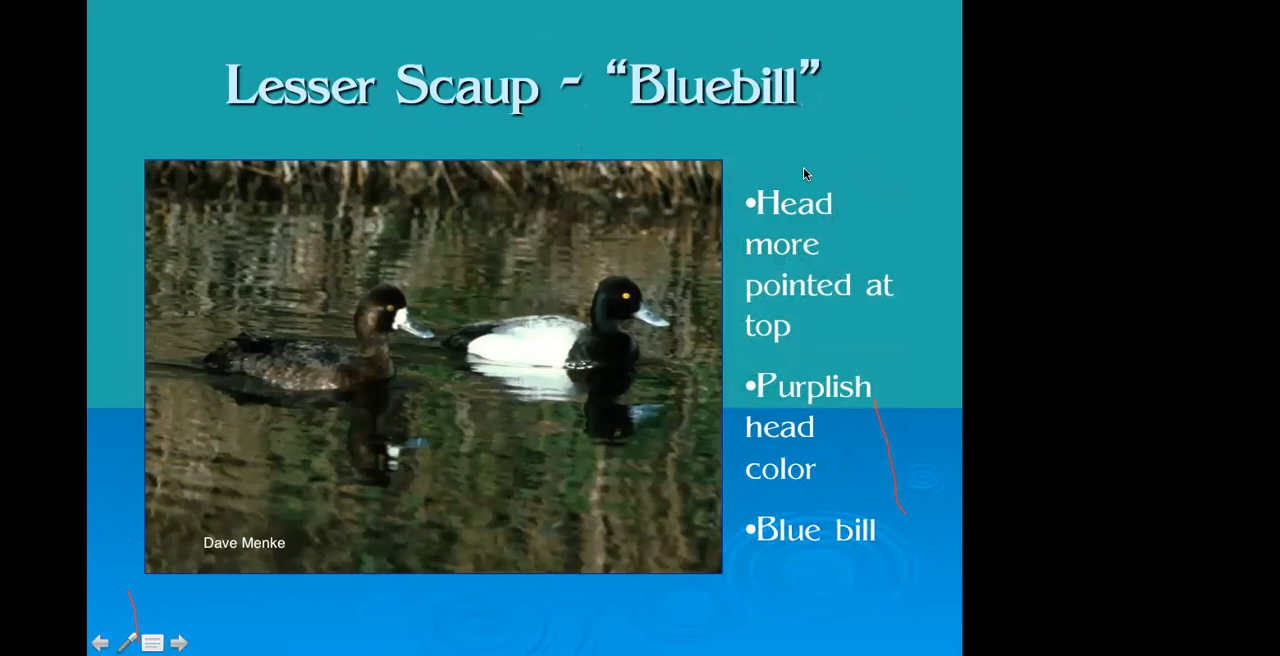 Lesser Scaup - “Bluebill”
•Head
more
pointed at
top
•Purplish
head
color
•Blue bill
Dave Menke